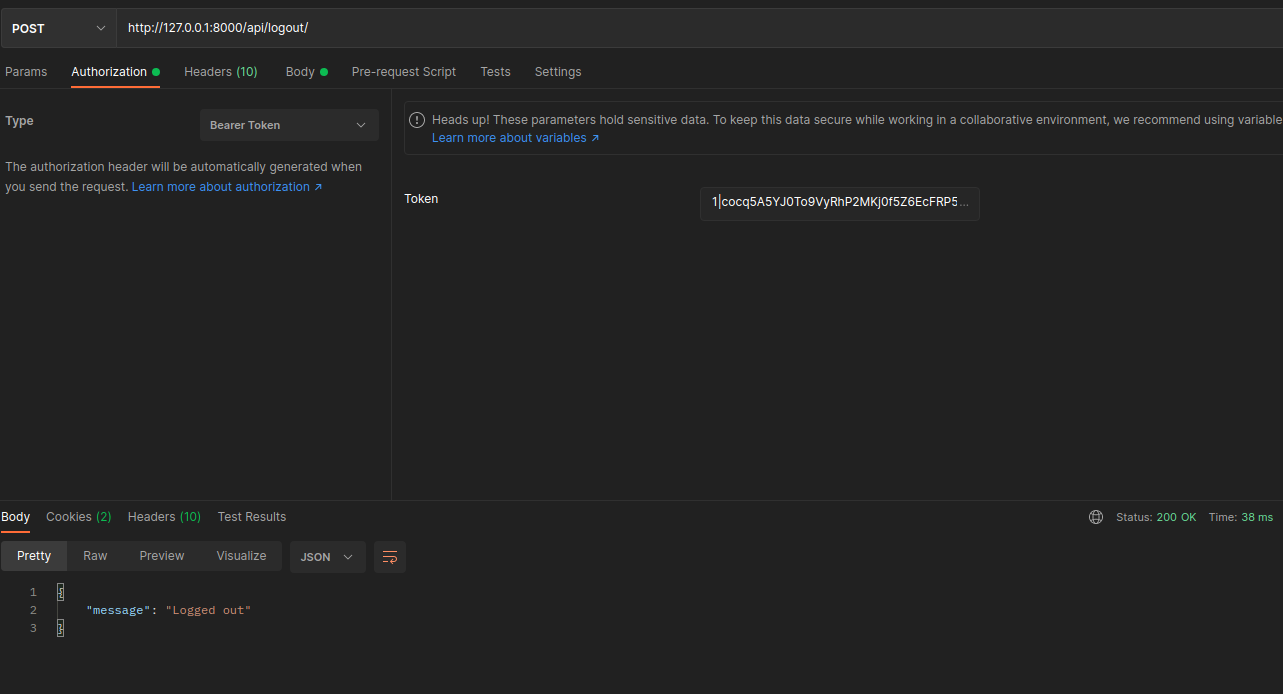 POST http://127.0.0.1:8000/api/logout/
Params Authorization Headers (10) Body Pre-request Script Tests Settings
Type Bearer Token
The authorization header will be automatically generated when
you send the request. Learn more about authorization ↗
Heads up! These parameters hold sensitive data. To keep this data secure while working in a collaborative environment, we recommend using variable
Learn more about variables ↗
Token 1|cocq5A5YJ0To9VyRhP2MKj0f5Z6EcFRP5...
Body Cookies (2) Headers (10) Test Results Status: 200 OK Time: 38 ms
Pretty Raw Preview Visualize JSON
1 {
2 "message": "Logged out"
3 }